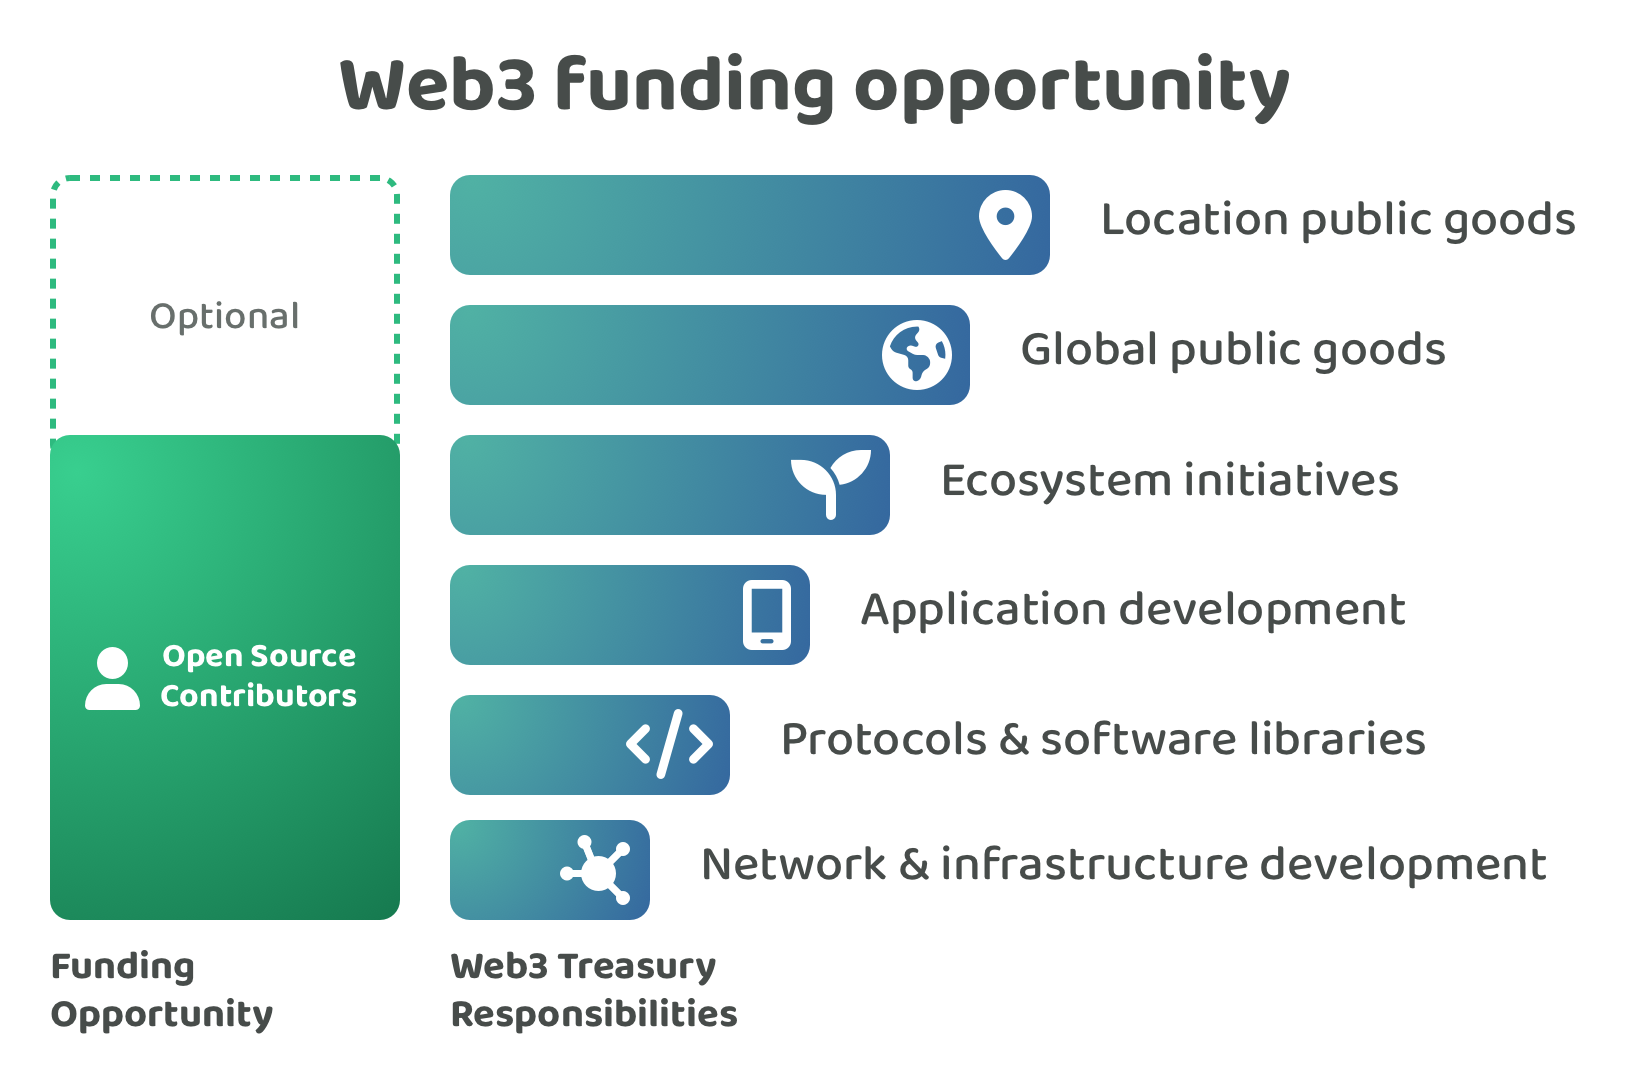 Web3 funding opportunity
Optional
Open Source
Contributors
Location public goods
Global public goods
Ecosystem initiatives
Application development
Protocols & software libraries
Network & infrastructure development
Funding
Opportunity
Web3 Treasury
Responsibilities